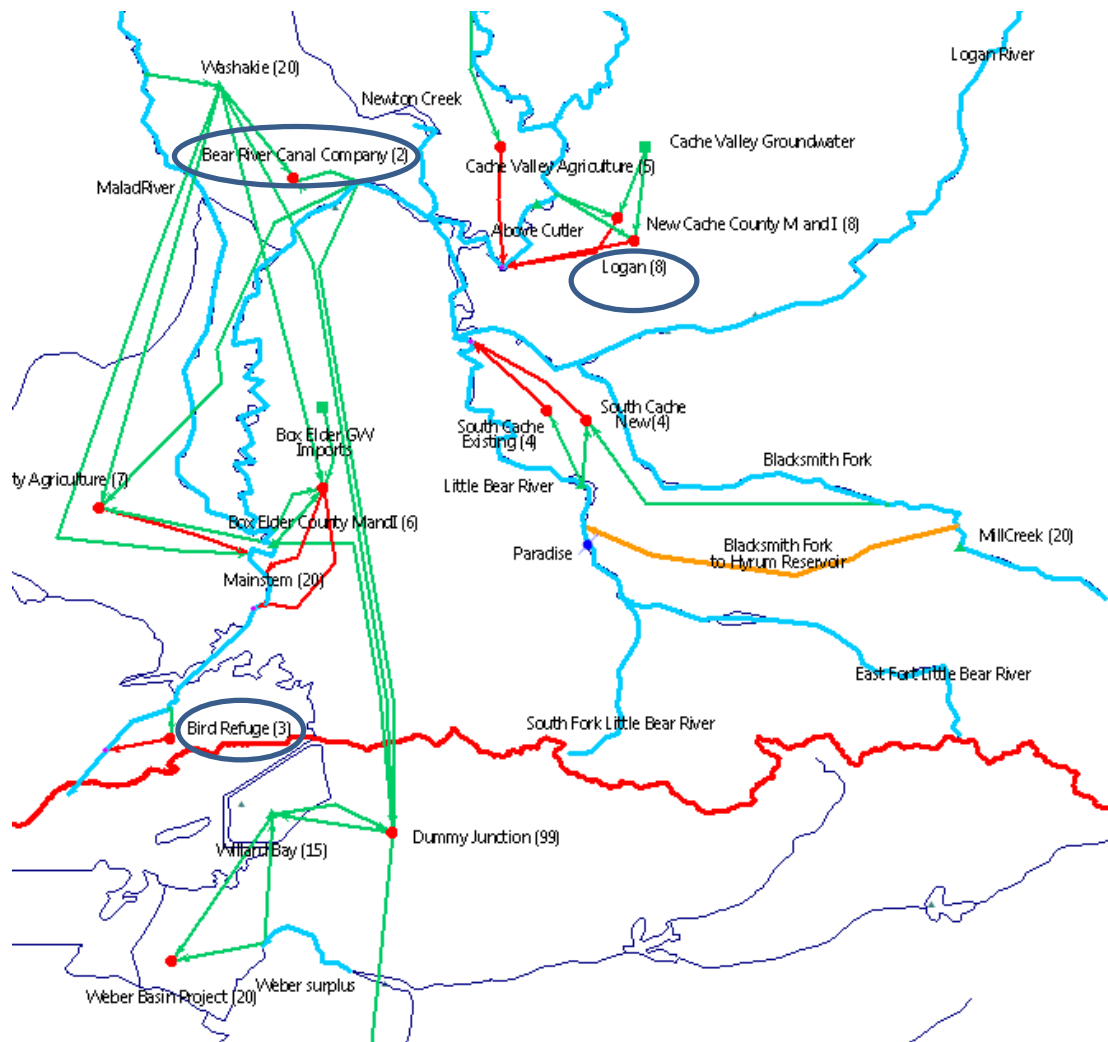 Logan River
Washakie (20)
Newton Creek
Cache Valley Groundwater
Bear River Canal Company (2)
Cache Valley Agriculture (5)
MaladRiver
New Cache County M and I (8)
Above Cutler
Logan (8)
South Cache
New (4)
South Cache
Existing (4)
Box Elder GW
Imports
Blacksmith Fork
ty Agriculture (7)
Little Bear River
Box Elder County MandI (6)
Paradise
Blacksmith Fork
to Hyrum Reservoir
MillCreek (20)
Mainstem (20)
East Fort Little Bear River
South Fork Little Bear River
Bird Refuge (3)
Dummy Junction (99)
Willard Bay (15)
Weber surplus
Weber Basin Project (20)